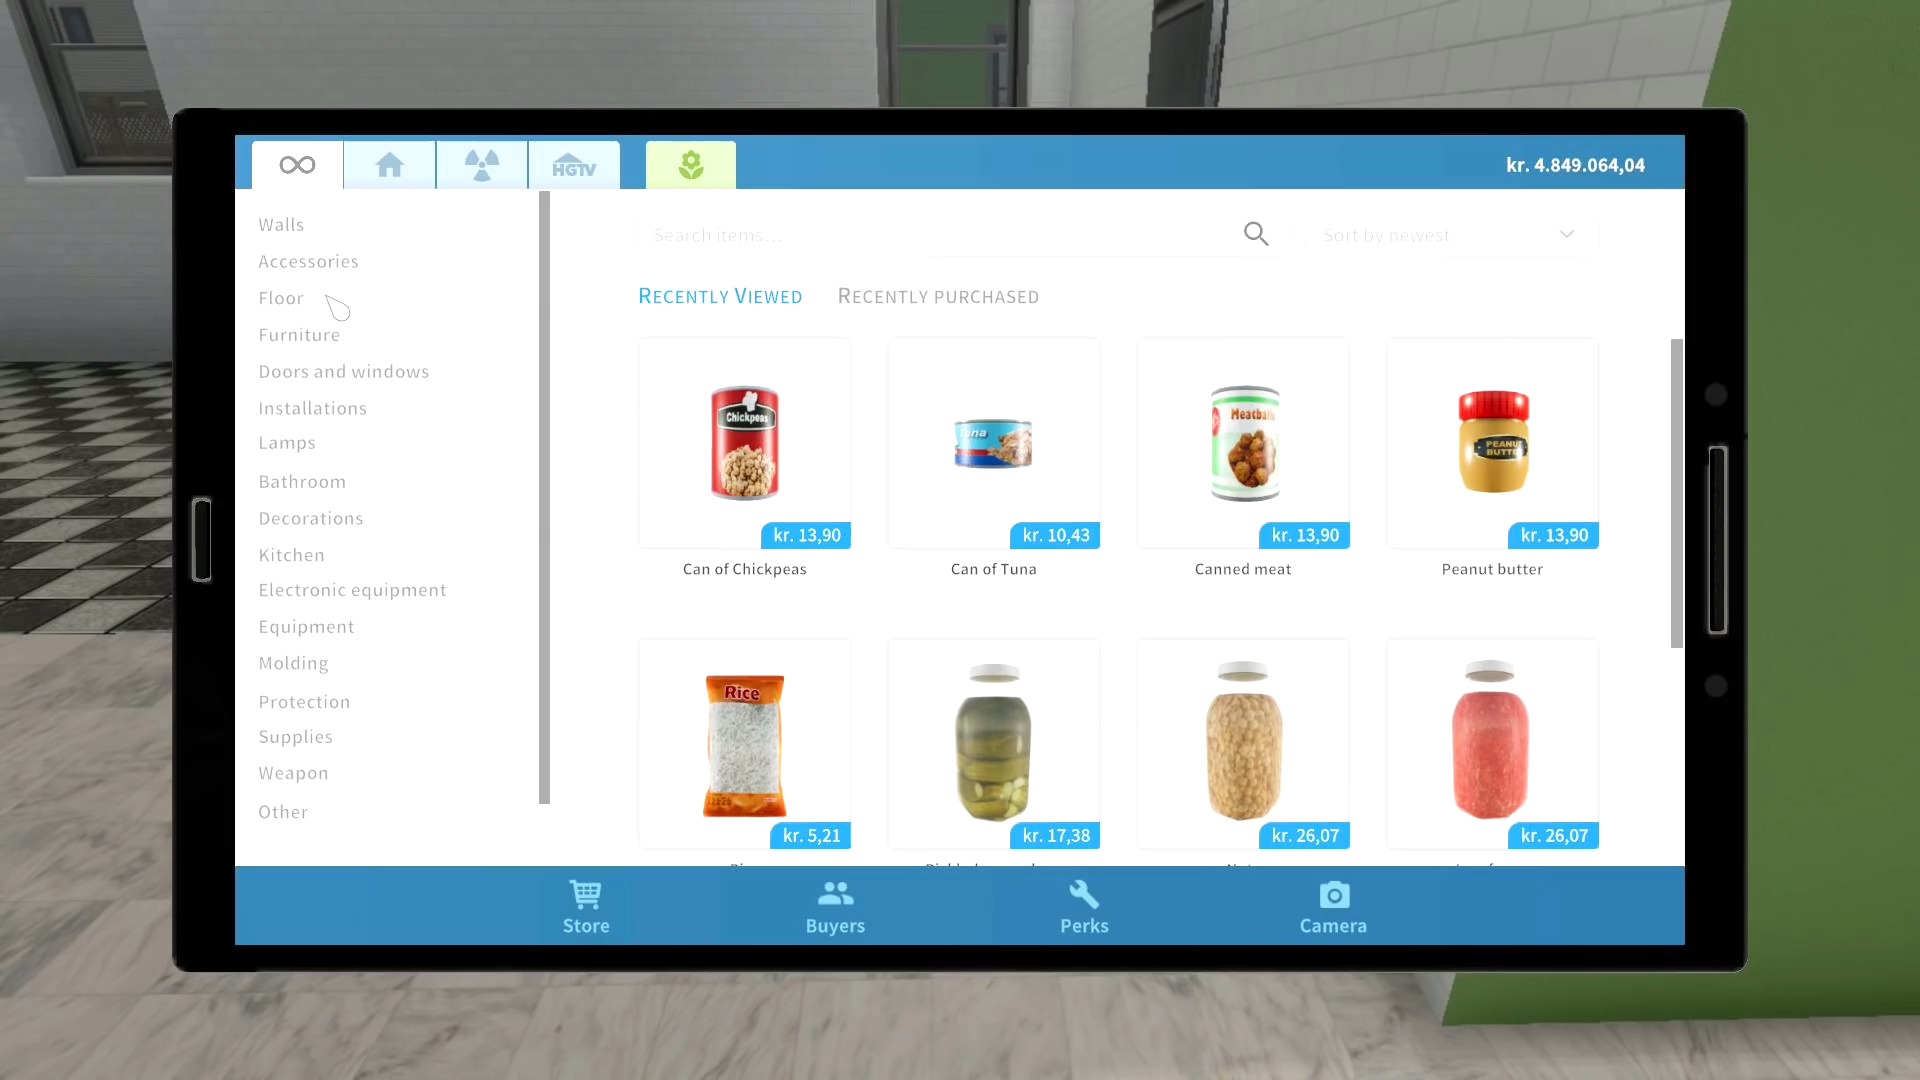 HGTV
kr. 4.849.064,04
Search items...
Sort by newest
Walls
Accessories
Floor
Furniture
Doors and windows
Installations
Lamps
Bathroom
Decorations
Kitchen
Electronic equipment
Equipment
Molding
Protection
Supplies
Weapon
Other
RECENTLY VIEWED
RECENTLY PURCHASED
Chickpeas
Tuna
Meatballs
PEANUT
BUTTE
kr. 13,90
kr. 10,43
kr. 13,90
kr. 13,90
Can of Chickpeas
Can of Tuna
Canned meat
Peanut butter
Rice
kr. 5,21
kr. 17,38
kr. 26,07
kr. 26,07
Store
Buyers
Perks
Camera